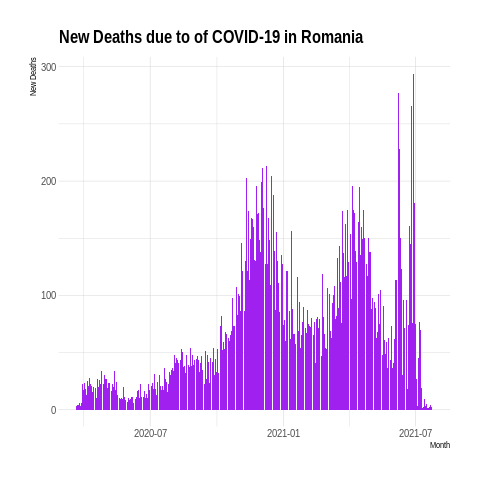 New Deaths due to of COVID-19 in Romania
New Deaths
300
200
100
0
2020-07
2021-01
2021-07
Month